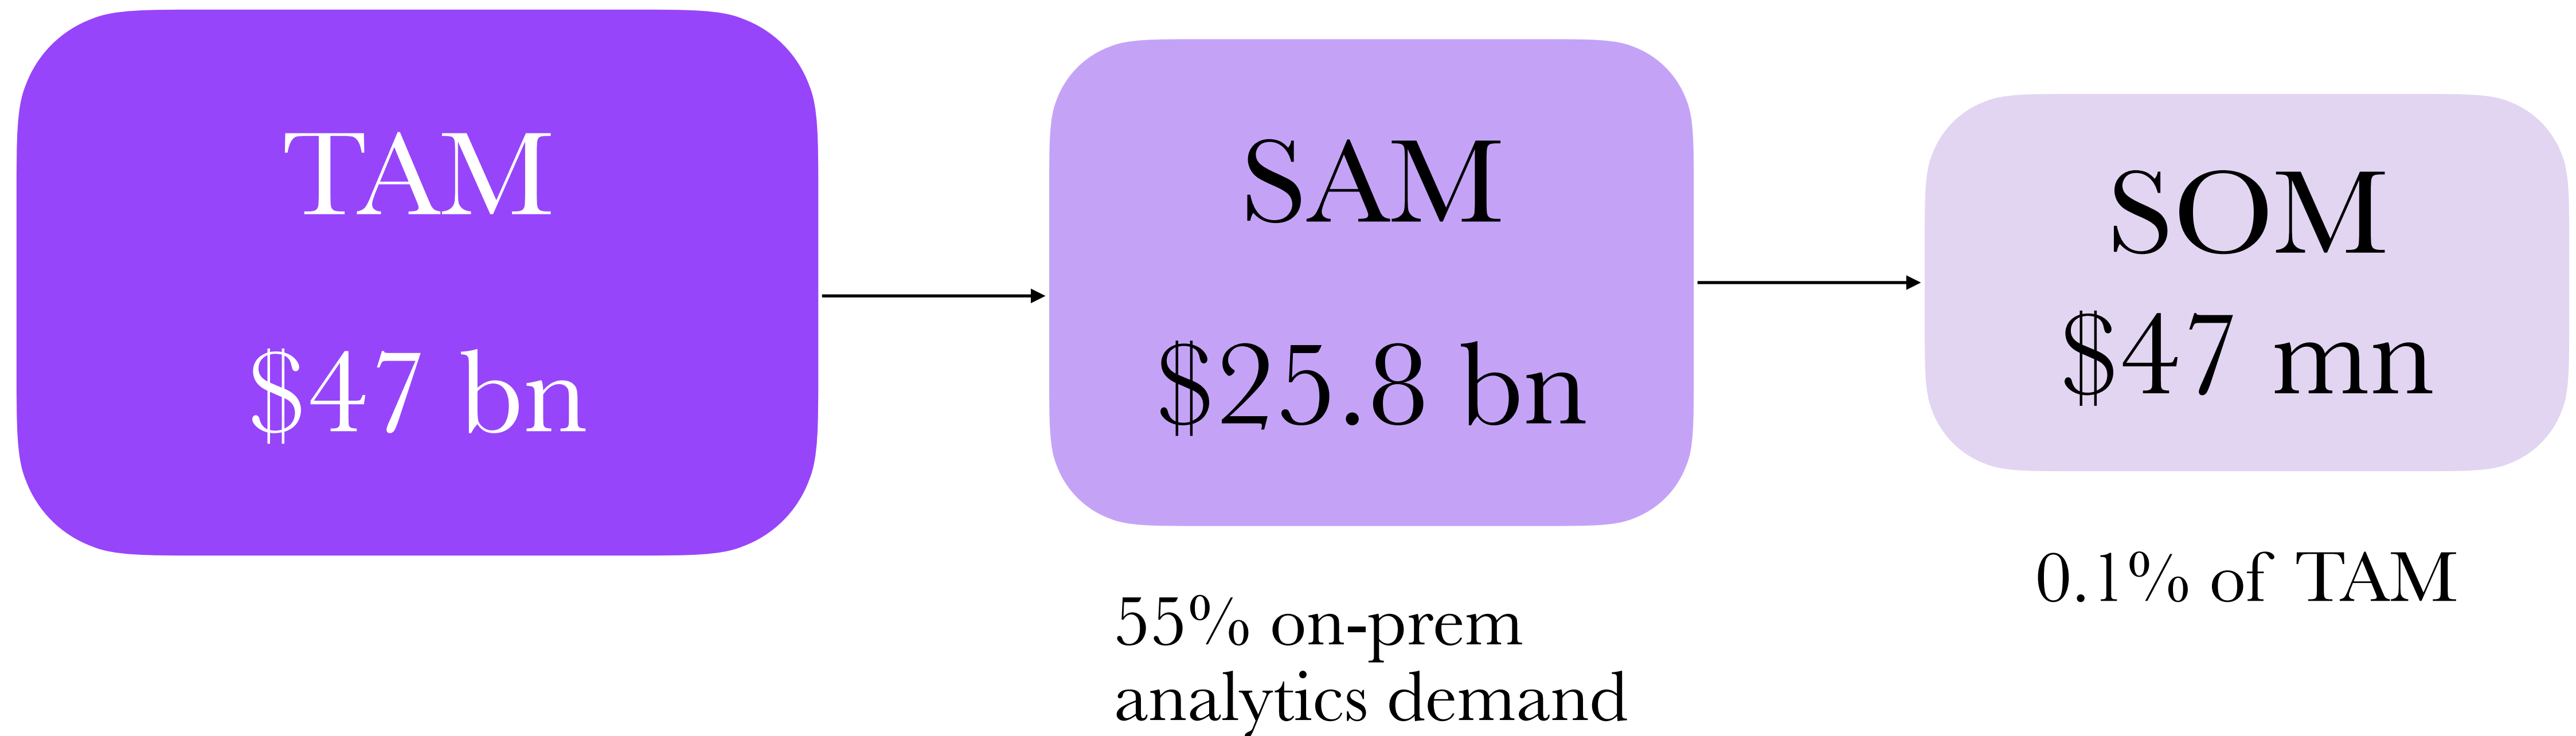 TAM
$47 bn
SAM
$25.8 bn
55% on-prem
analytics demand
SOM
$47 mn
0.1% of TAM